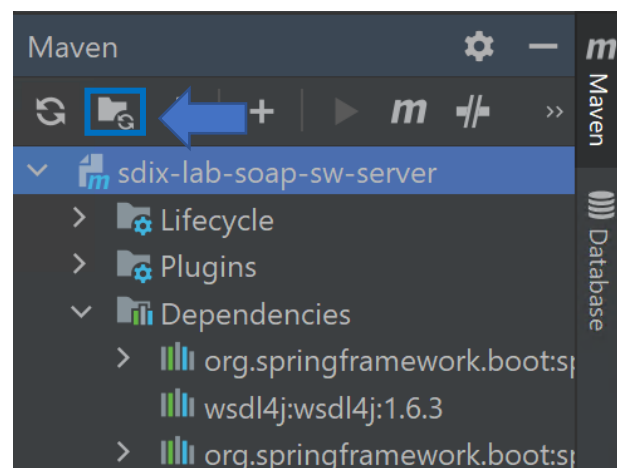 Maven
sdix-lab-soap-sw-server
Lifecycle
Plugins
Dependencies
org.springframework.boot:s
wsdl4j:wsdl4j:1.6.3
org.springframework.boot:s
m
Maven
Database